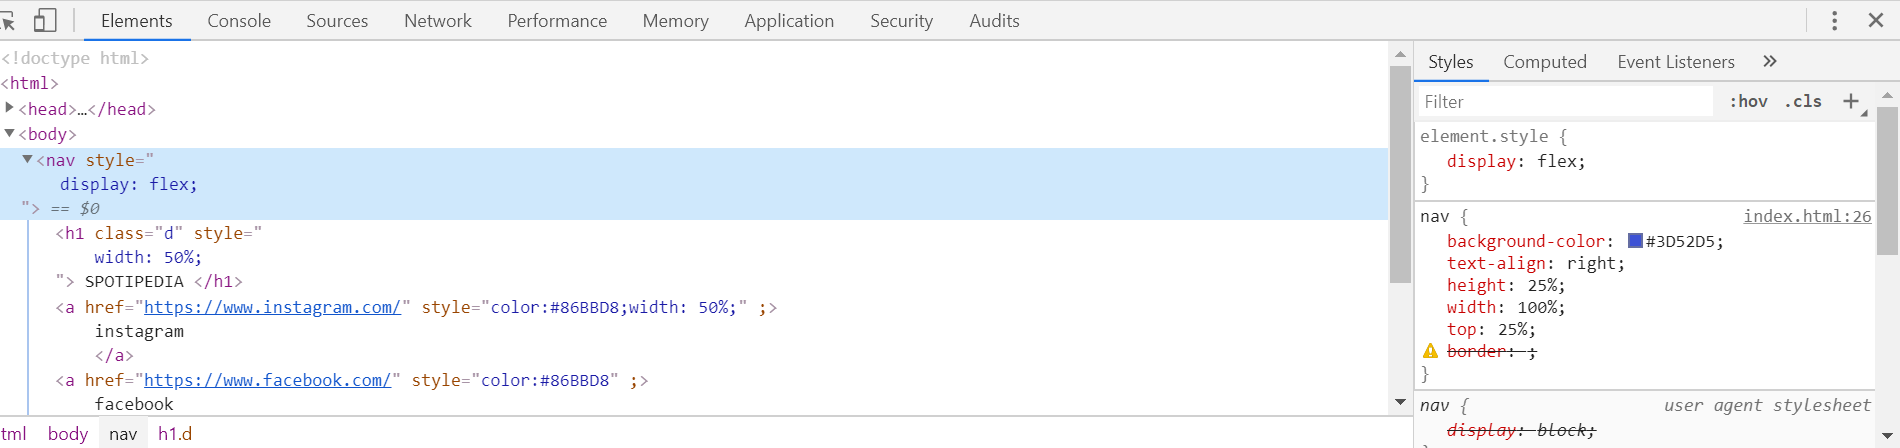 Elements Console Sources Network Performance Memory Application Security Audits
<!doctype html>
<html>
<head>…</head>
<body>
<nav style="
display: flex;
"> == $0
<h1 class="d" style="
width: 50%;
"> SPOTIPEDIA </h1>
<a href="https://www.instagram.com/" style="color:#86BBD8;width: 50%;" ;>
instagram
</a>
<a href="https://www.facebook.com/" style="color:#86BBD8" ;>
facebook
tml body nav h1.d
Styles Computed Event Listeners »
Filter :hov .cls +
element.style {
display: flex;
}
nav { index.html:26
background-color: #3D52D5;
text-align: right;
height: 25%;
width: 100%;
top: 25%;
border: ;
}
nav { user agent stylesheet
display: block;